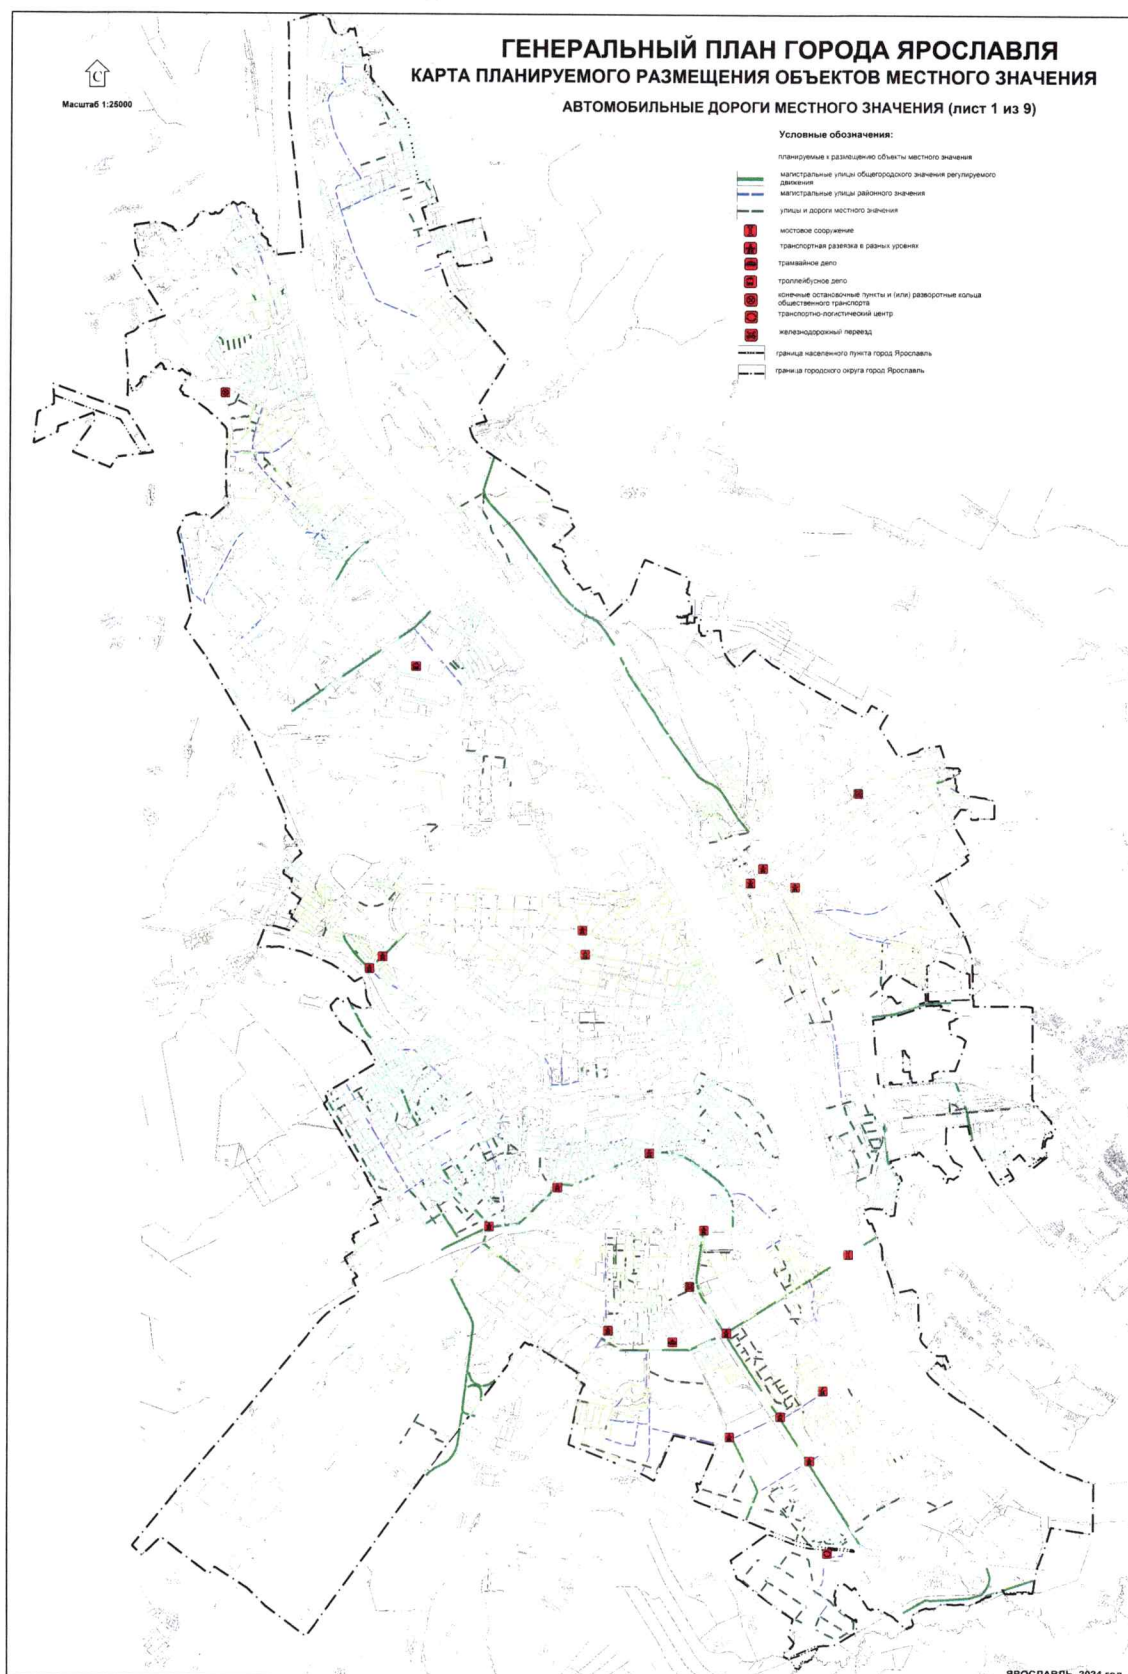 ГЕНЕРАЛЬНЫЙ ПЛАН ГОРОДА ЯРОСЛАВЛЯ
КАРТА ПЛАНИРУЕМОГО РАЗМЕЩЕНИЯ ОБЪЕКТОВ МЕСТНОГО ЗНАЧЕНИЯ
С
Масштаб 1:25000
АВТОМОБИЛЬНЫЕ ДОРОГИ МЕСТНОГО ЗНАЧЕНИЯ (лист 1 из 9)
Условные обозначения:
планируемые к размещению объекты местного значения
магистральные улицы общегородского значения регулируемого
движения
магистральные улицы районного значения
улицы и дороги местного значения
мостовое сооружение
транспортная развязка в разных уровнях
трамвайное депо
троллейбусное депо
конечные остановочные пункты и (или) разворотные кольца
общественного транспорта
транспортно-логистический центр
железнодорожный переезд
граница населенного пункта город Ярославль
граница городского округа город Ярославль